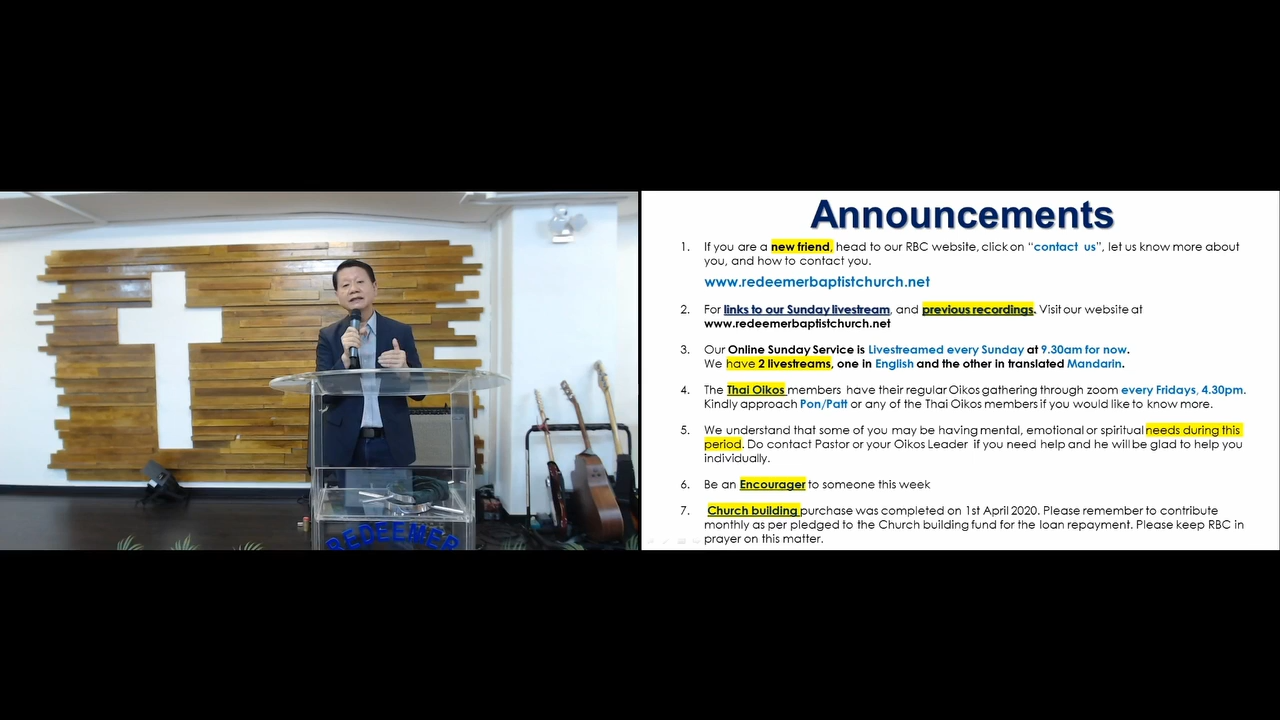 REDEEMER
Announcements
1. If you are a new friend, head to our RBC website, click on “contact us”, let us know more about
you, and how to contact you.
www.redeemerbaptistchurch.net
2. For links to our Sunday livestream, and previous recordings. Visit our website at
www.redeemerbaptistchurch.net
3. Our Online Sunday Service is Livestreamed every Sunday at 9.30am for now.
We have 2 livestreams, one in English and the other in translated Mandarin.
4. The Thai Oikos members have their regular Oikos gathering through zoom every Fridays, 4.30pm.
Kindly approach Pon/Patt or any of the Thai Oikos members if you would like to know more.
5. We understand that some of you may be having mental, emotional or spiritual needs during this
period. Do contact Pastor or your Oikos Leader if you need help and he will be glad to help you
individually.
6. Be an Encourager to someone this week
7. Church building purchase was completed on 1st April 2020. Please remember to contribute
monthly as per pledged to the Church building fund for the loan repayment. Please keep RBC in
prayer on this matter.